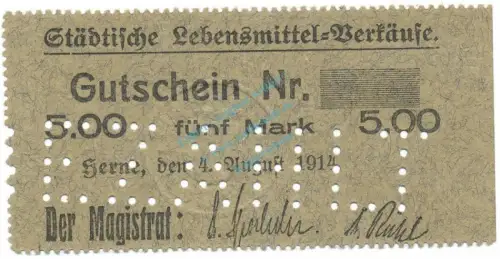 Städtische Lebensmittel-Verkäufe.
Gutschein Nr.
5.00 fünf Mark 5.00
Herne, den 4. August 1914
Der Magistrat: